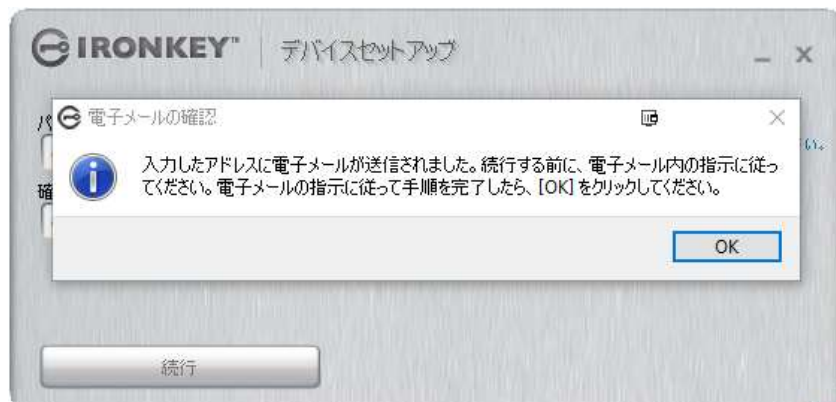 IRONKEY™ デバイスセットアップ
電子メールの確認
入力したアドレスに電子メールが送信されました。続行する前に、電子メール内の指示に従っ
てください。電子メールの指示に従って手順を完了したら、[OK] をクリックしてください。
OK
続行